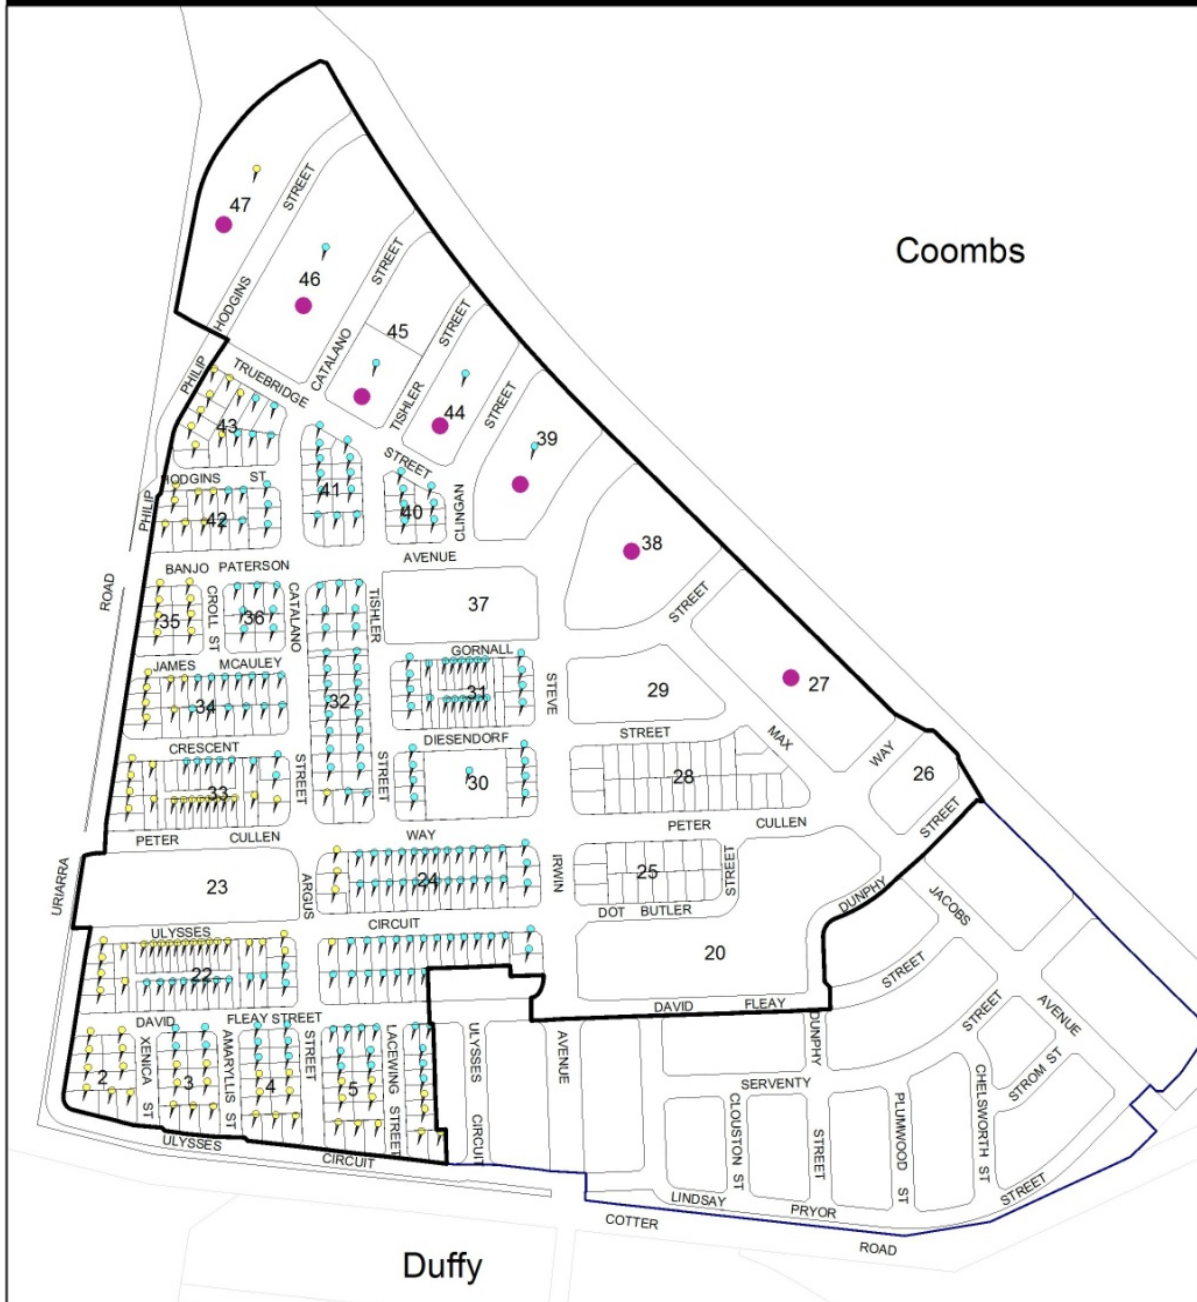 Coombs
47
STREET
46
HODGINS
STREET
45
CATALANO
STREET
PHILIP
TRUEBRIDGE
TISHLER
44
STREET
39
43
STREET
HODGINS ST
41
40
CLINGAN
42
PHILIP
38
AVENUE
BANJO PATERSON
ROAD
35
CROLL ST
36
CATALANO
TISHLER
37
STREET
JAMES MCAULEY
GORNALL
31
STEVE
29
27
34
32
CRESCENT
DIESENDORF
STREET
MAX
WAY
26
33
STREET
STREET
30
28
STREET
PETER CULLEN
WAY
PETER CULLEN
URIARRA
23
ARGUS
24
IRWIN
25
STREET
DUNPHY
JACOBS
DOT BUTLER
ULYSSES
CIRCUIT
22
20
STREET
DAVID
FLEAY STREET
DAVID FLEAY
STREET
AVENUE
2
XENICA ST
3
AMARYLLIS ST
4
STREET
5
LACEWING STREET
ULYSSES CIRCUIT
AVENUE
DUNPHY
SERVENTY
STROM ST
CLOUSTON ST
STREET
PLUMWOOD ST
CHELSWORTH ST
ULYSSES
CIRCUIT
LINDSAY
PRYOR
STREET
COTTER
ROAD
Duffy